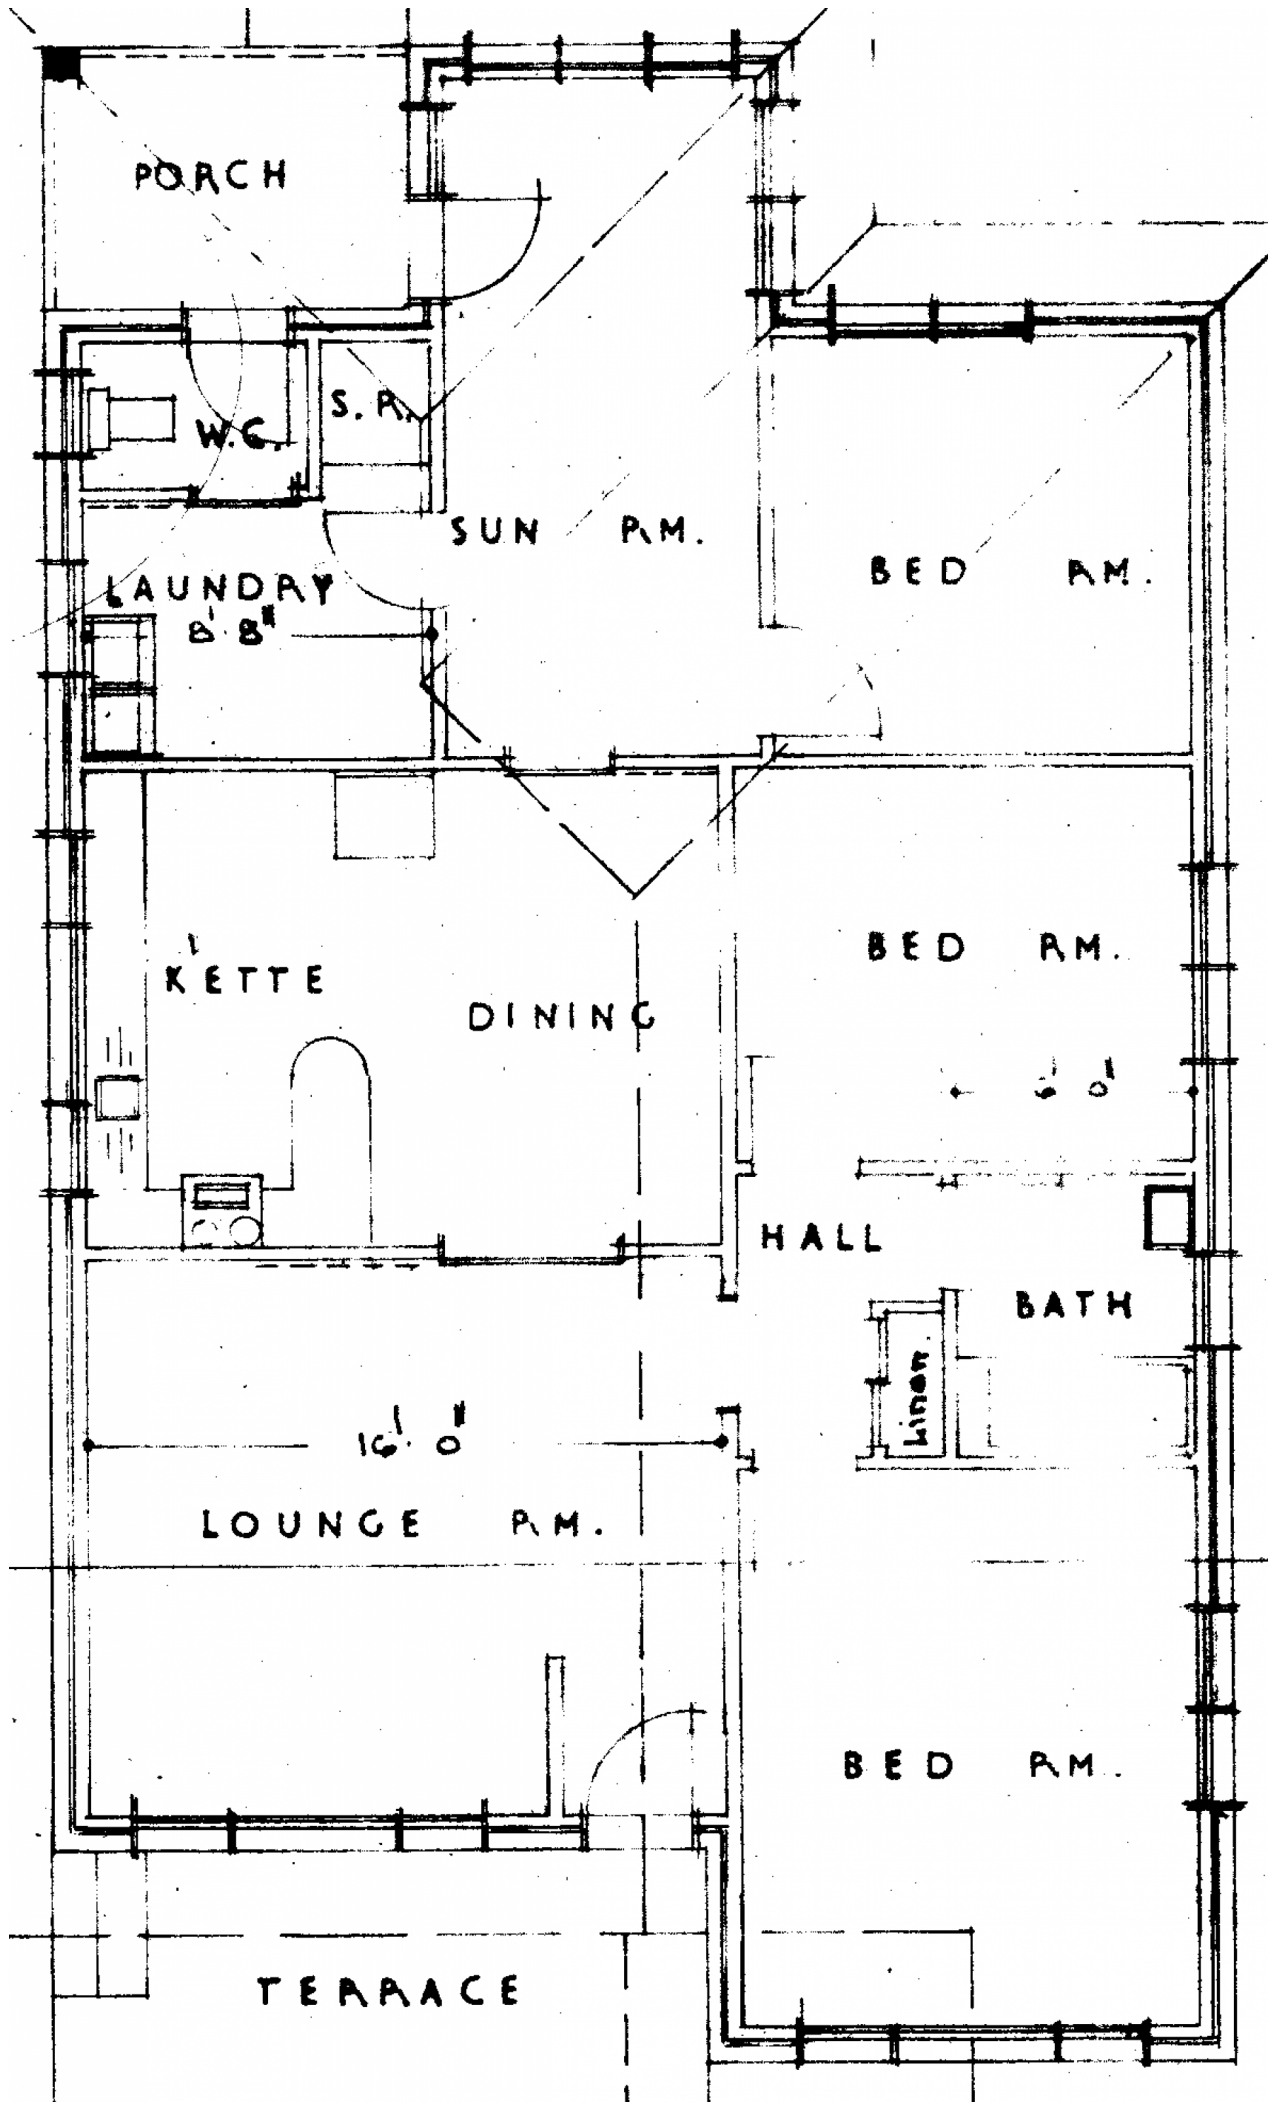 PORCH
W.C.
S.R.
SUN RM.
BED RM.
LAUNDRY
8' 8"
K'ETTE
DINING
BED RM.
6' 0"
HALL
BATH
Linen.
16' 0"
LOUNGE RM.
BED RM.
TERRACE